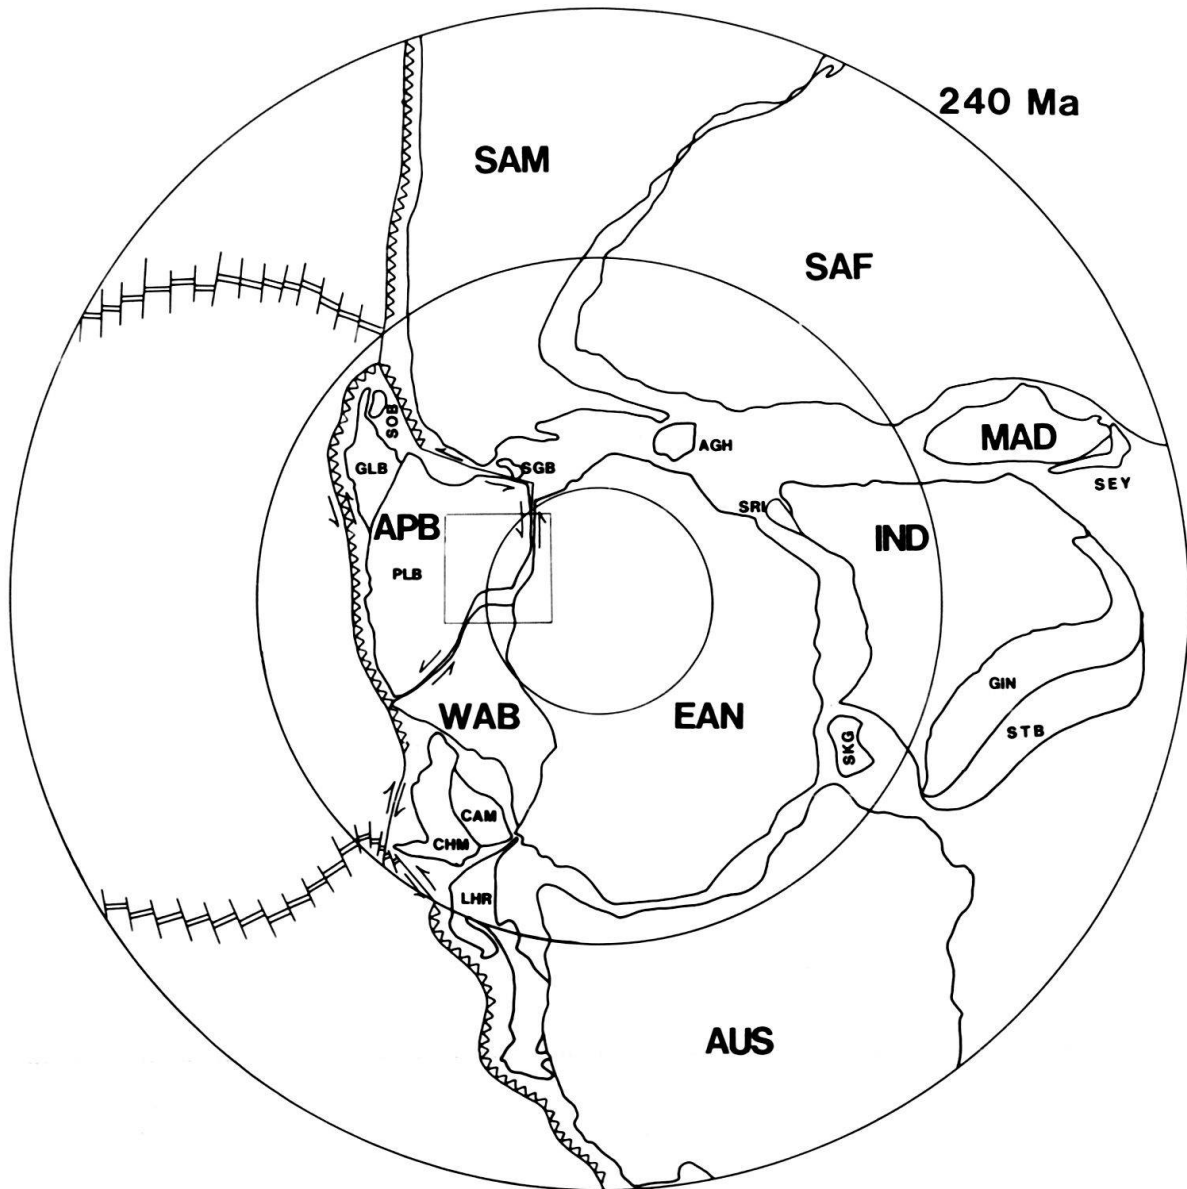 240 Ma
SAM
SAF
SOB
MAD
AGH
GLB
SGB
SEY
SRI
APB
IND
PLB
GIN
WAB
EAN
STB
SKG
CAM
CHM
LHR
AUS